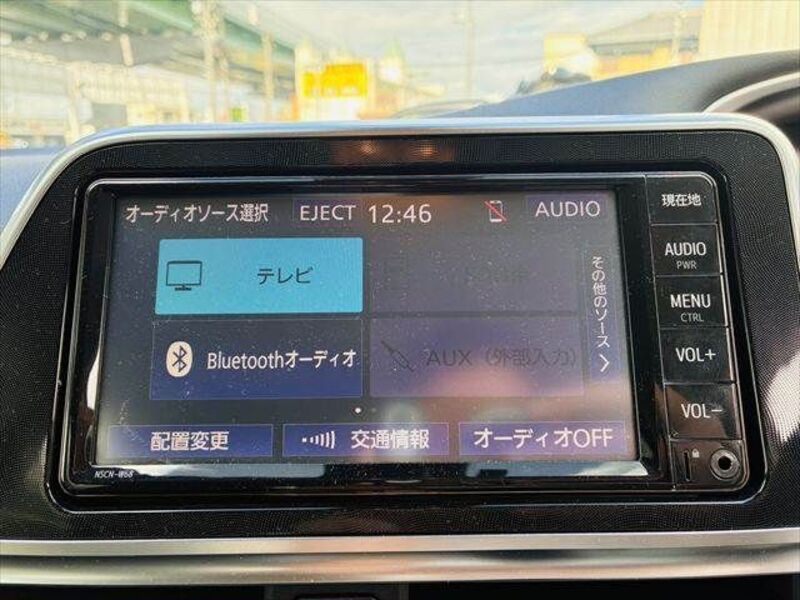 オーディオソース選択 EJECT 12:46 AUDIO
テレビ
Bluetoothオーディオ
AUX (外部入力)
その他のソース
配置変更 交通情報 オーディオOFF
NSCN-W68
現在地
AUDIO
PWR
MENU
CTRL
VOL+
VOL-